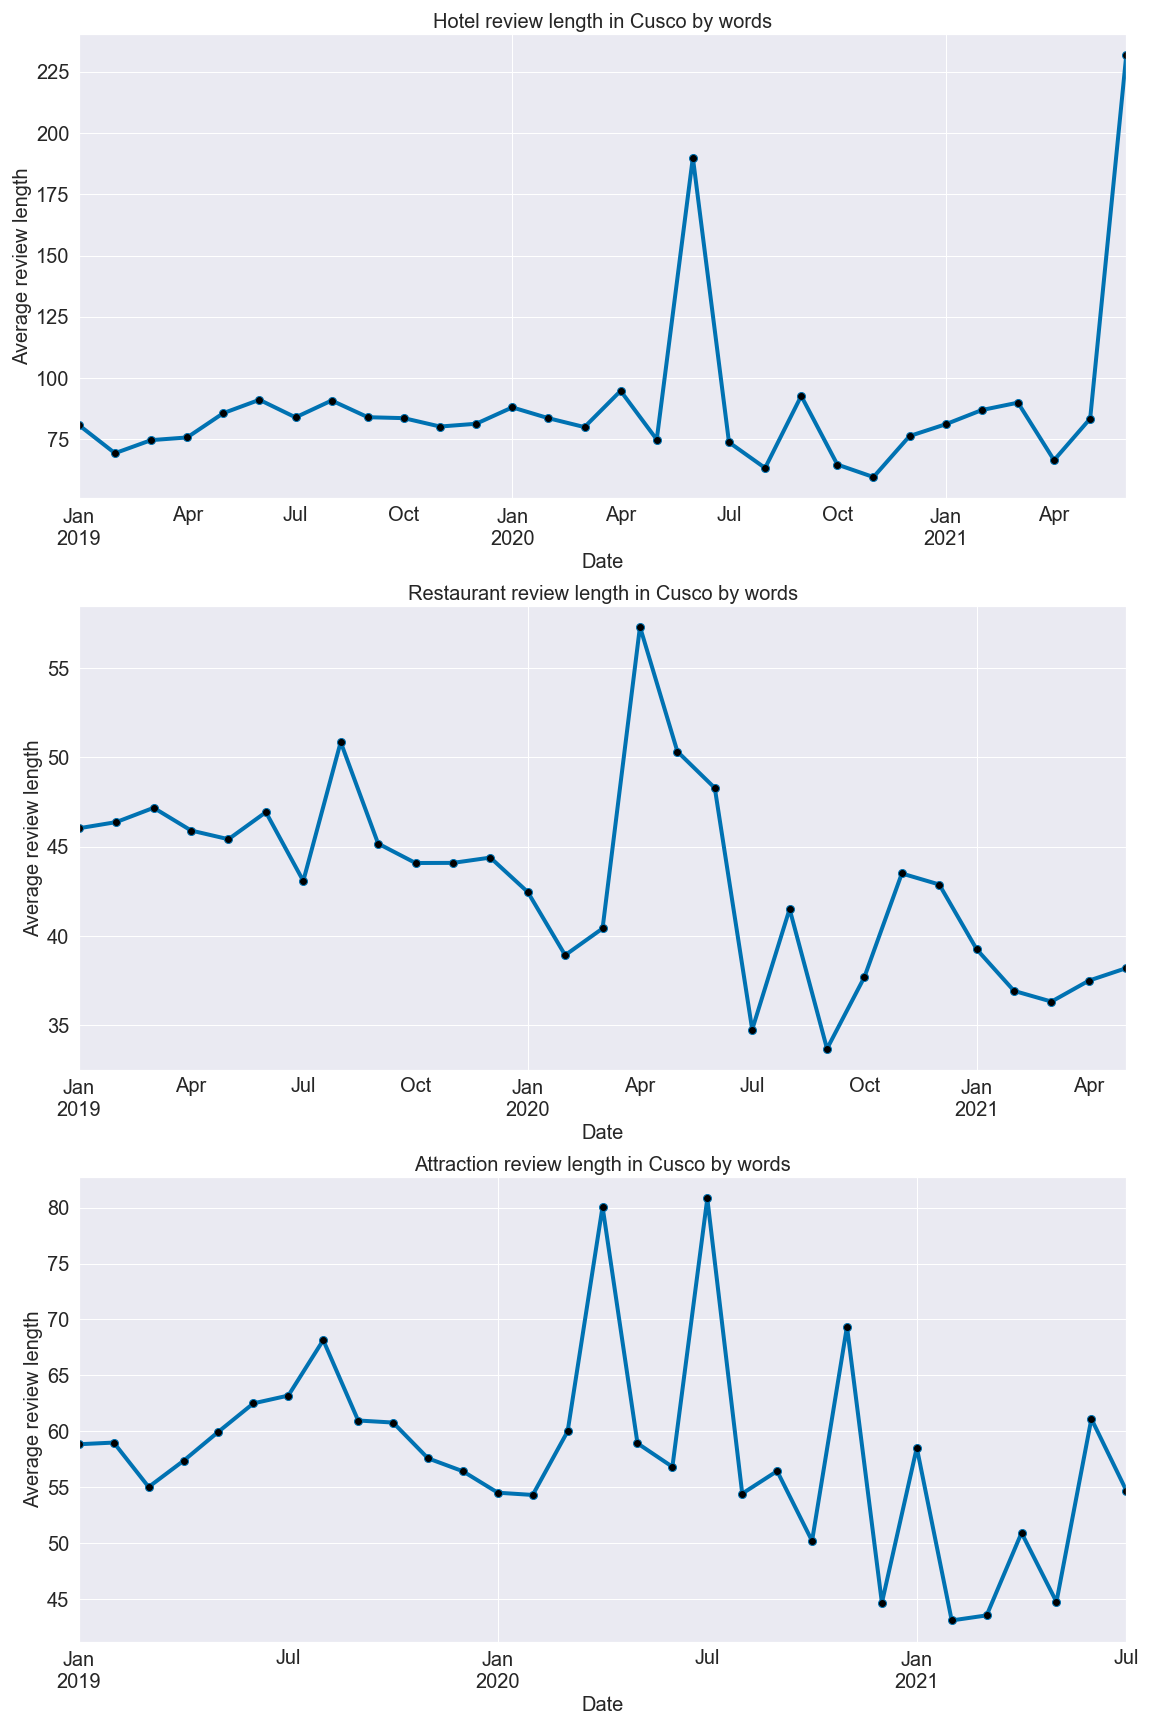 Hotel review length in Cusco by words
225
200
175
150
125
100
75
Average review length
Jan Apr Jul Oct Jan Apr Jul Oct Jan Apr
2019 2020 2021
Date
Restaurant review length in Cusco by words
55
50
45
40
35
Average review length
Jan Apr Jul Oct Jan Apr Jul Oct Jan Apr
2019 2020 2021
Date
Attraction review length in Cusco by words
80
75
70
65
60
55
50
45
Average review length
Jan Jul Jan Jul Jan Jul
2019 2020 2021
Date